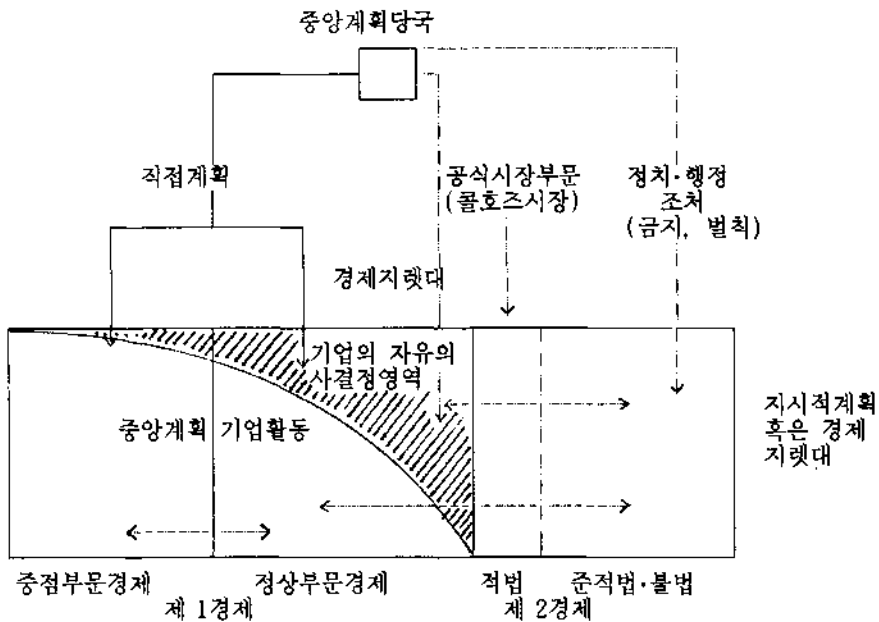 중앙계획당국
직접계획
공식시장부문
(콜호즈시장)
정치·행정
조처
(금지, 벌칙)
경제지렛대
기업의 자유의
사결정영역
중앙계획 기업활동
지시적계획
혹은 경제
지렛대
중점부문경제
정상부문경제
적법
준적법·불법
제 1경제
제 2경제